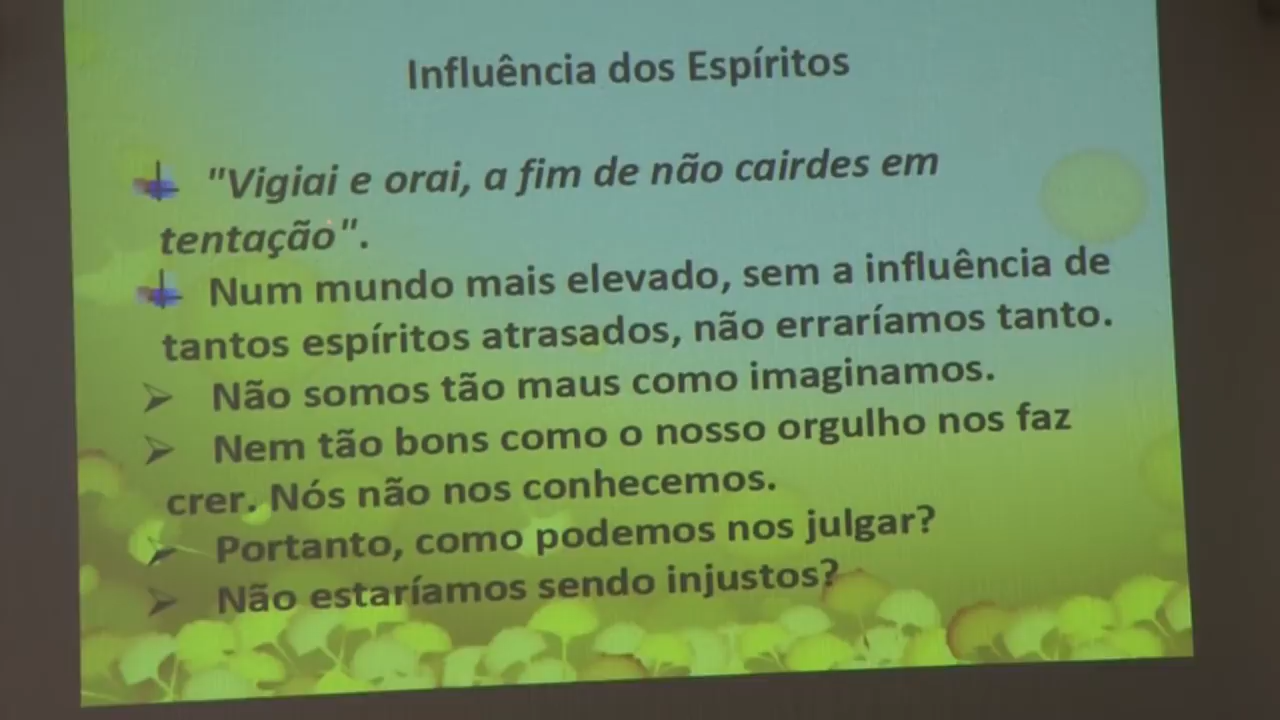 Influência dos Espíritos
"Vigiai e orai, a fim de não cairdes em
tentação".
Num mundo mais elevado, sem a influência de
tantos espíritos atrasados, não erraríamos tanto.
Não somos tão maus como imaginamos.
Nem tão bons como o nosso orgulho nos faz
crer. Nós não nos conhecemos.
Portanto, como podemos nos julgar?
Não estaríamos sendo injustos?